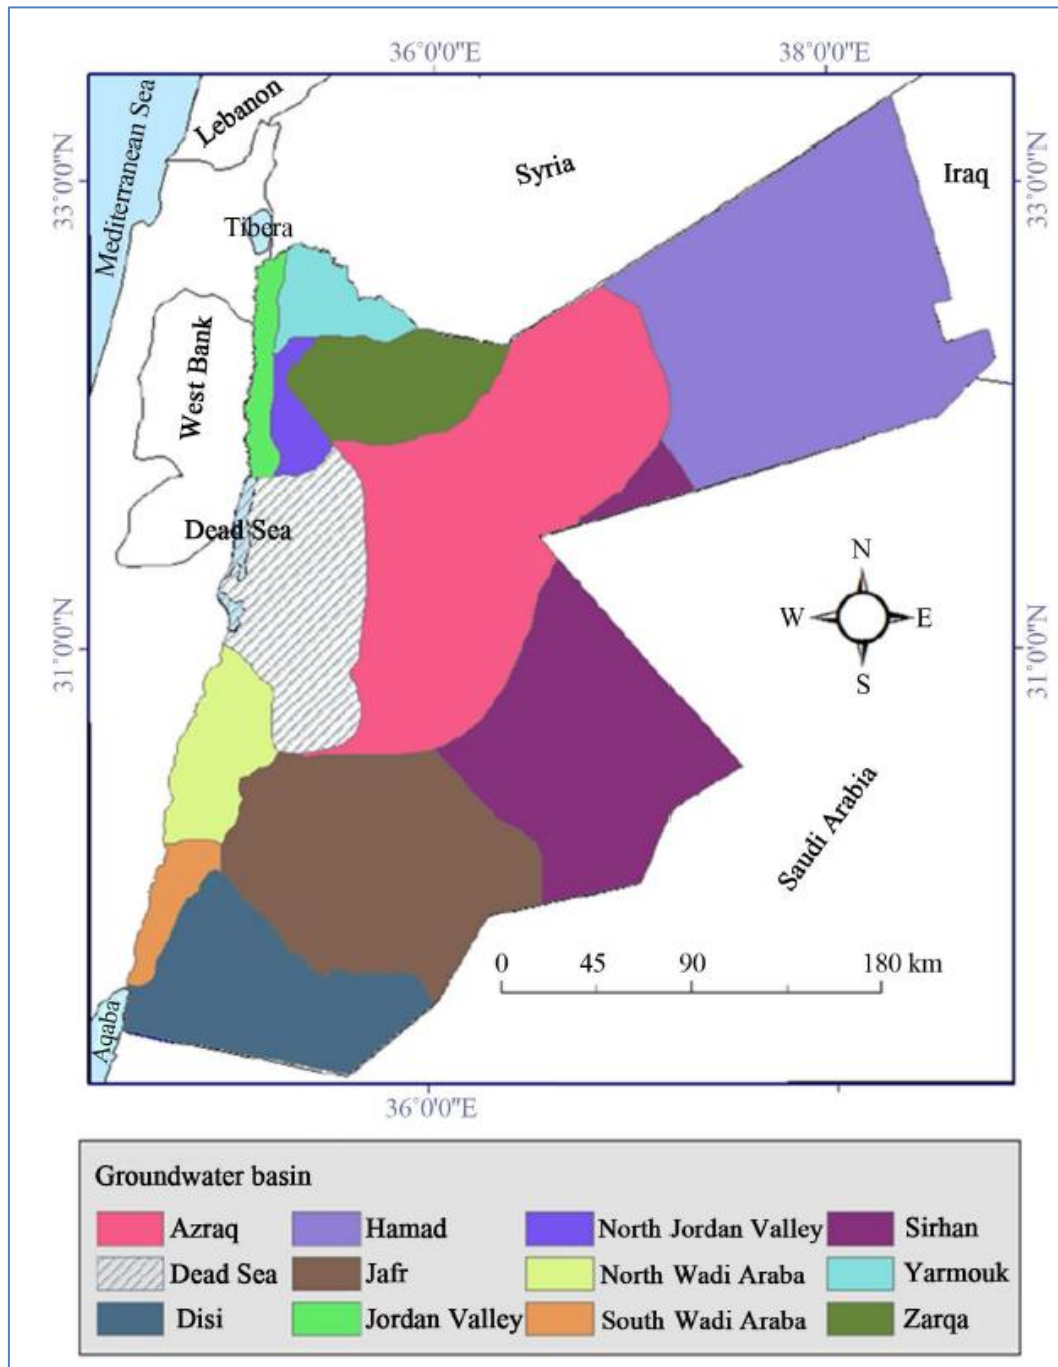 36°0'0"E
38°0'0"E
Mediterranean Sea
Lebanon
Syria
Iraq
33°0'0"N
33°0'0"N
Tibera
West Bank
Dead Sea
N
W
E
S
31°0'0"N
31°0'0"N
Saudi Arabia
0 45 90 180 km
Aqaba
36°0'0"E
Groundwater basin
Azraq Hamad North Jordan Valley Sirhan
Dead Sea Jafr North Wadi Araba Yarmouk
Disi Jordan Valley South Wadi Araba Zarqa